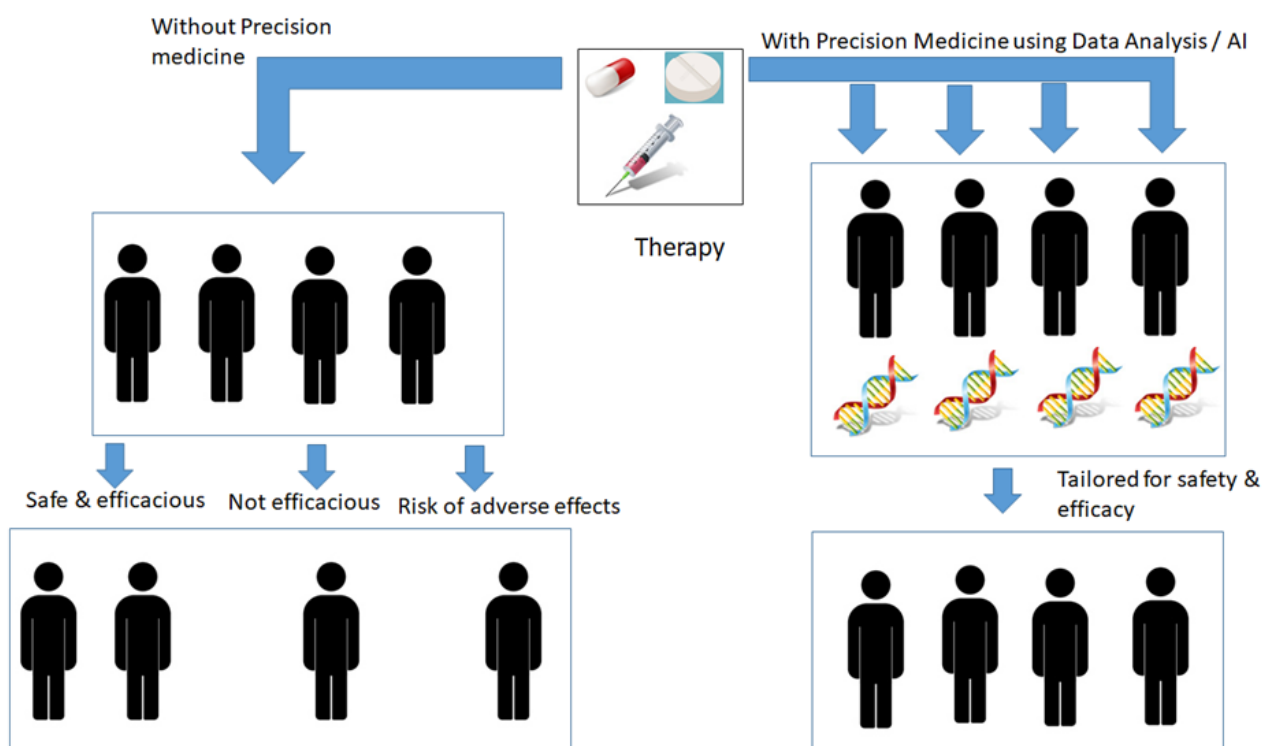 Without Precision
medicine
With Precision Medicine using Data Analysis / AI
Therapy
Safe & efficacious
Not efficacious
Risk of adverse effects
Tailored for safety &
efficacy